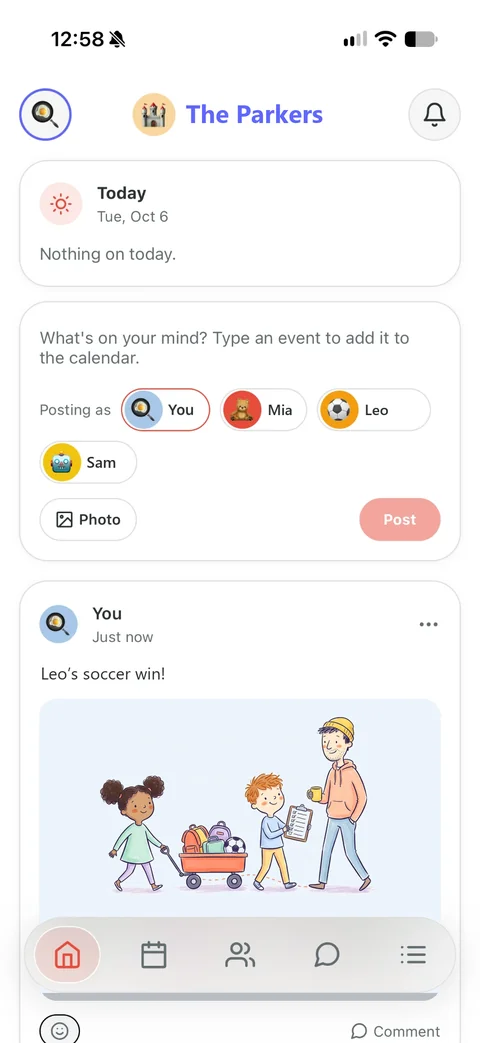 12:58
The Parkers
Today
Tue, Oct 6
Nothing on today.
What's on your mind? Type an event to add it to
the calendar.
Posting as
You
Mia
Leo
Sam
Photo
Post
You
Just now
Leo's soccer win!
Comment